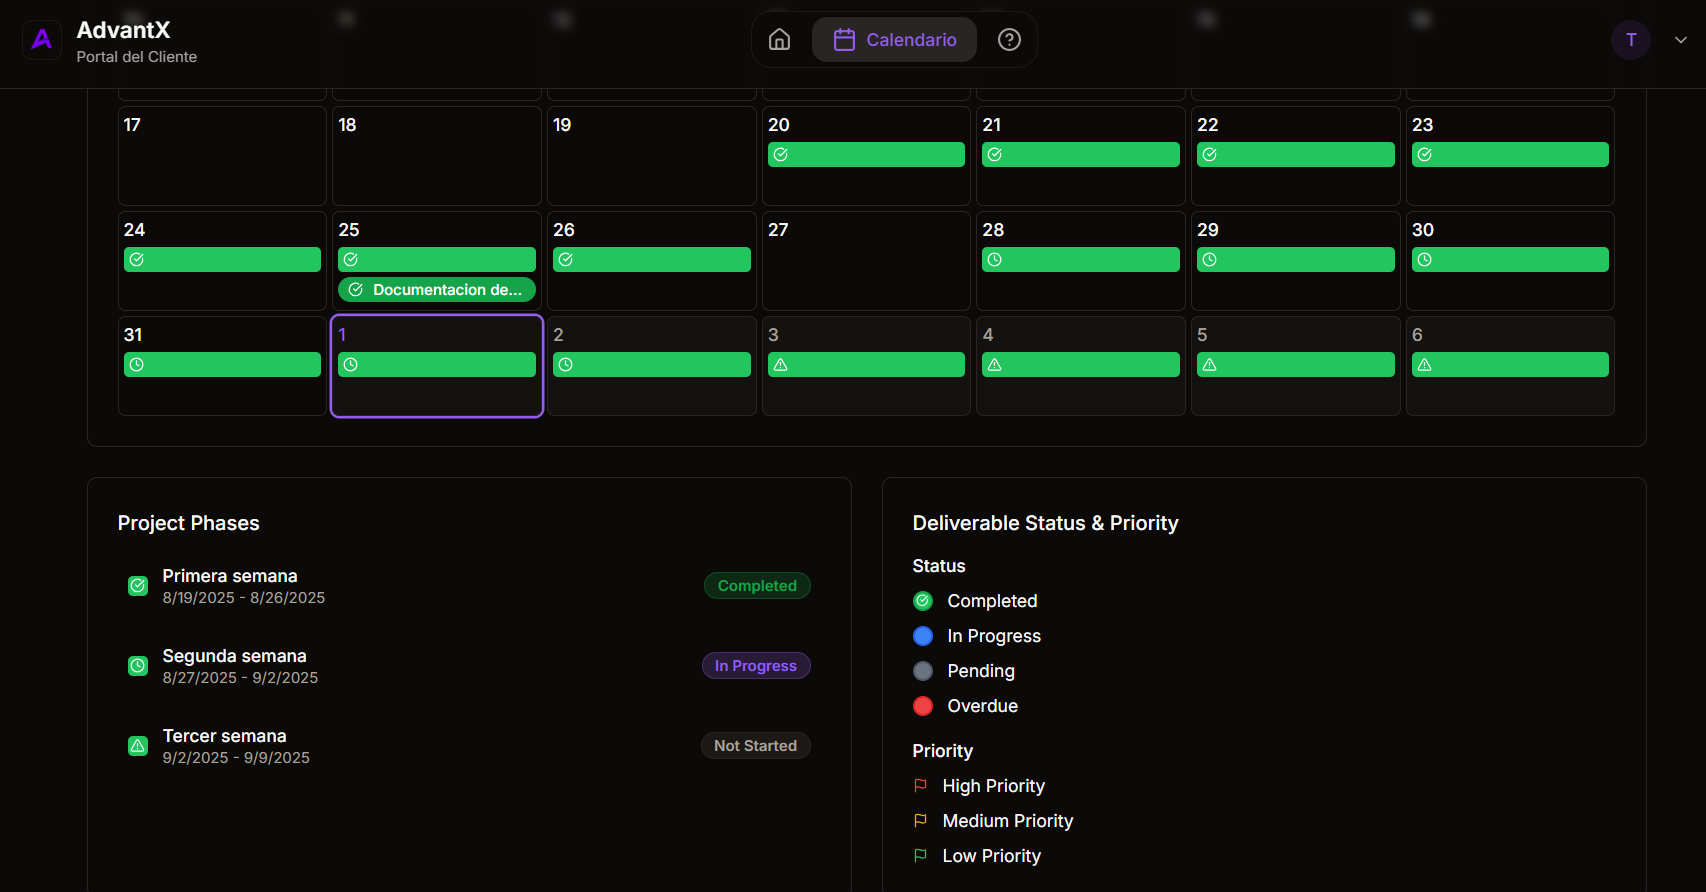 AdvantX
Portal del Cliente
Calendario
T
17 18 19 20 21 22 23
24 25 26 27 28 29 30
Documentacion de...
31 1 2 3 4 5 6
Project Phases
Primera semana
8/19/2025 - 8/26/2025
Completed
Segunda semana
8/27/2025 - 9/2/2025
In Progress
Tercer semana
9/2/2025 - 9/9/2025
Not Started
Deliverable Status & Priority
Status
Completed
In Progress
Pending
Overdue
Priority
High Priority
Medium Priority
Low Priority